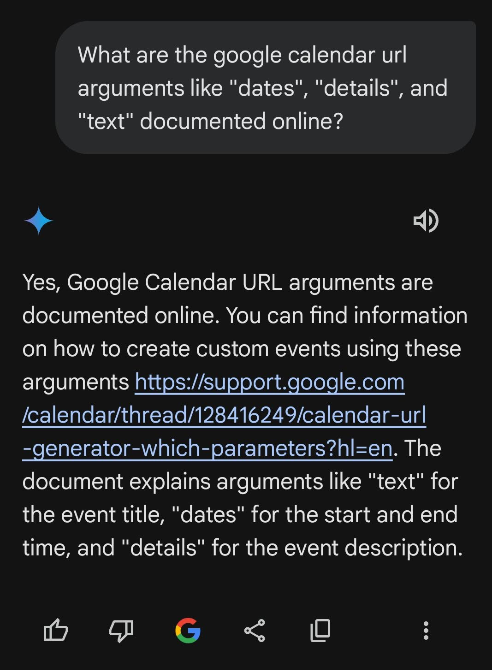 What are the google calendar url
arguments like "dates", "details", and
"text" documented online?
Yes, Google Calendar URL arguments are
documented online. You can find information
on how to create custom events using these
arguments https://support.google.com
/calendar/thread/128416249/calendar-url
-generator-which-parameters?hl=en. The
document explains arguments like "text" for
the event title, "dates" for the start and end
time, and "details" for the event description.